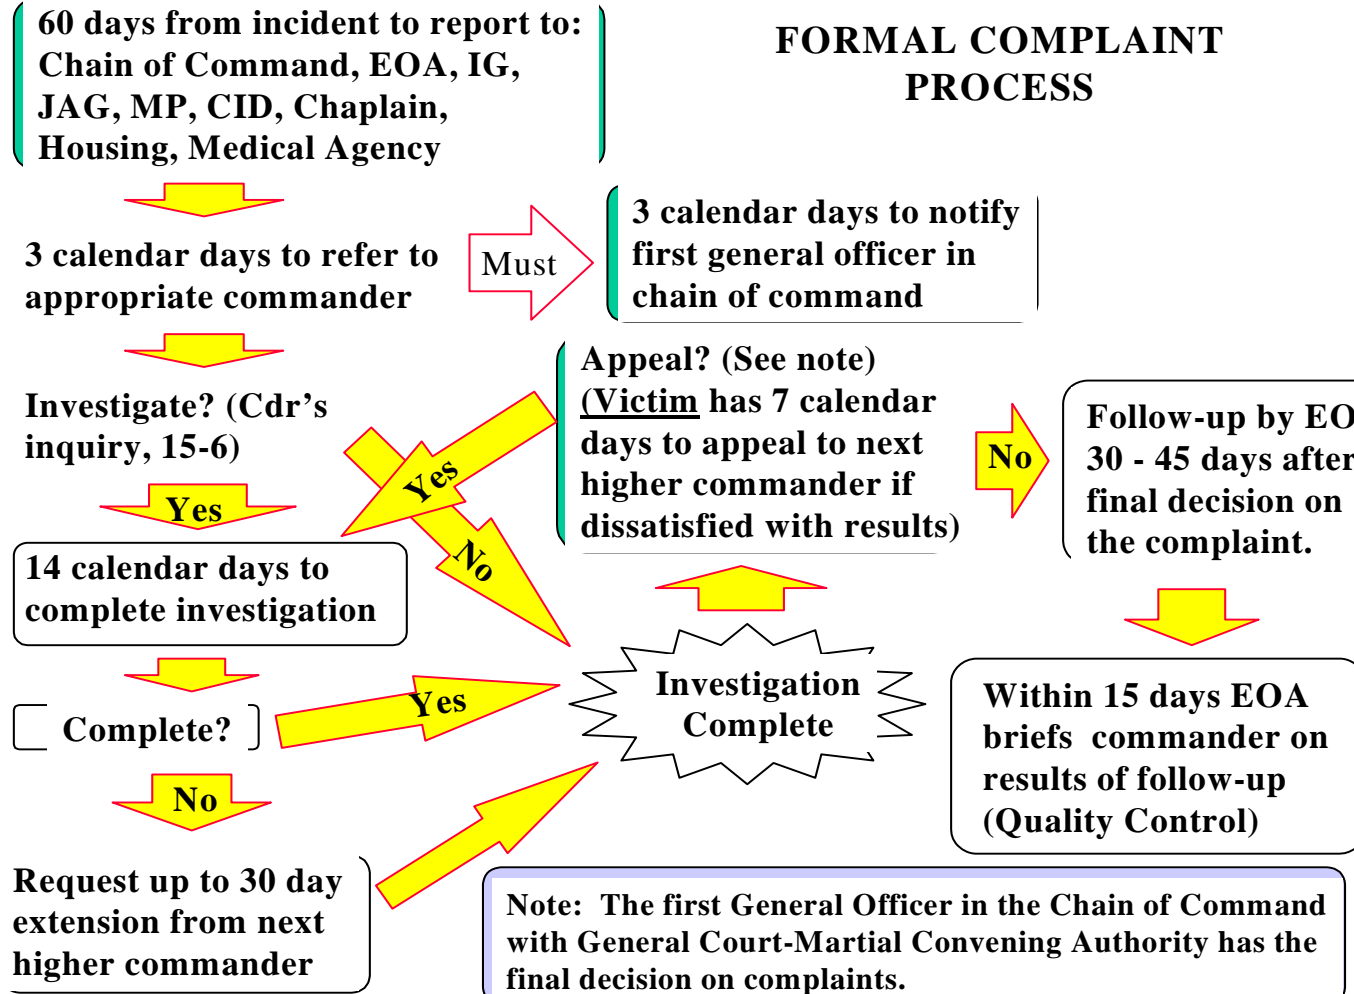 60 days from incident to report to:
Chain of Command, EOA, IG,
JAG, MP, CID, Chaplain,
Housing, Medical Agency
FORMAL COMPLAINT
PROCESS
3 calendar days to refer to
appropriate commander
Must
3 calendar days to notify
first general officer in
chain of command
Investigate? (Cdr's
inquiry, 15-6)
Yes
No
14 calendar days to
complete investigation
Complete?
Yes
No
Request up to 30 day
extension from next
higher commander
Investigation
Complete
Appeal? (See note)
(Victim has 7 calendar
days to appeal to next
higher commander if
dissatisfied with results)
Yes
No
Follow-up by EO
30 - 45 days after
final decision on
the complaint.
Within 15 days EOA
briefs commander on
results of follow-up
(Quality Control)
Note: The first General Officer in the Chain of Command
with General Court-Martial Convening Authority has the
final decision on complaints.